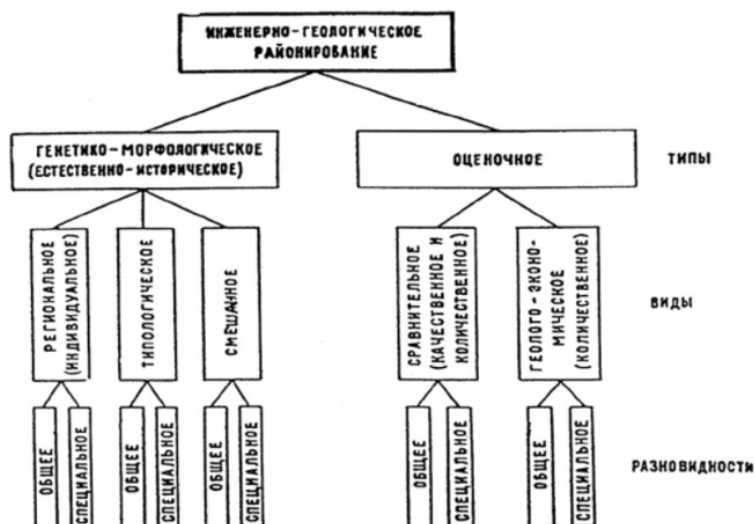 ИНЖЕНЕРНО-ГЕОЛОГИЧЕСКОЕ
РАЙОНИРОВАНИЕ
ГЕНЕТИКО-МОРФОЛОГИЧЕСКОЕ
(ЕСТЕСТВЕННО-ИСТОРИЧЕСКОЕ)
ОЦЕНОЧНОЕ
ТИПЫ
РЕГИОНАЛЬНОЕ
(ИНДИВИДУАЛЬНОЕ)
ТИПОЛОГИЧЕСКОЕ
СМЕШАННОЕ
СРАВНИТЕЛЬНОЕ
(КАЧЕСТВЕННОЕ И
КОЛИЧЕСТВЕННОЕ)
ГЕОЛОГО-ЭКОНО-
МИЧЕСКОЕ
(КОЛИЧЕСТВЕННОЕ)
ВИДЫ
ОБЩЕЕ
СПЕЦИАЛЬНОЕ
ОБЩЕЕ
СПЕЦИАЛЬНОЕ
ОБЩЕЕ
СПЕЦИАЛЬНОЕ
ОБЩЕЕ
СПЕЦИАЛЬНОЕ
ОБЩЕЕ
СПЕЦИАЛЬНОЕ
РАЗНОВИДНОСТИ